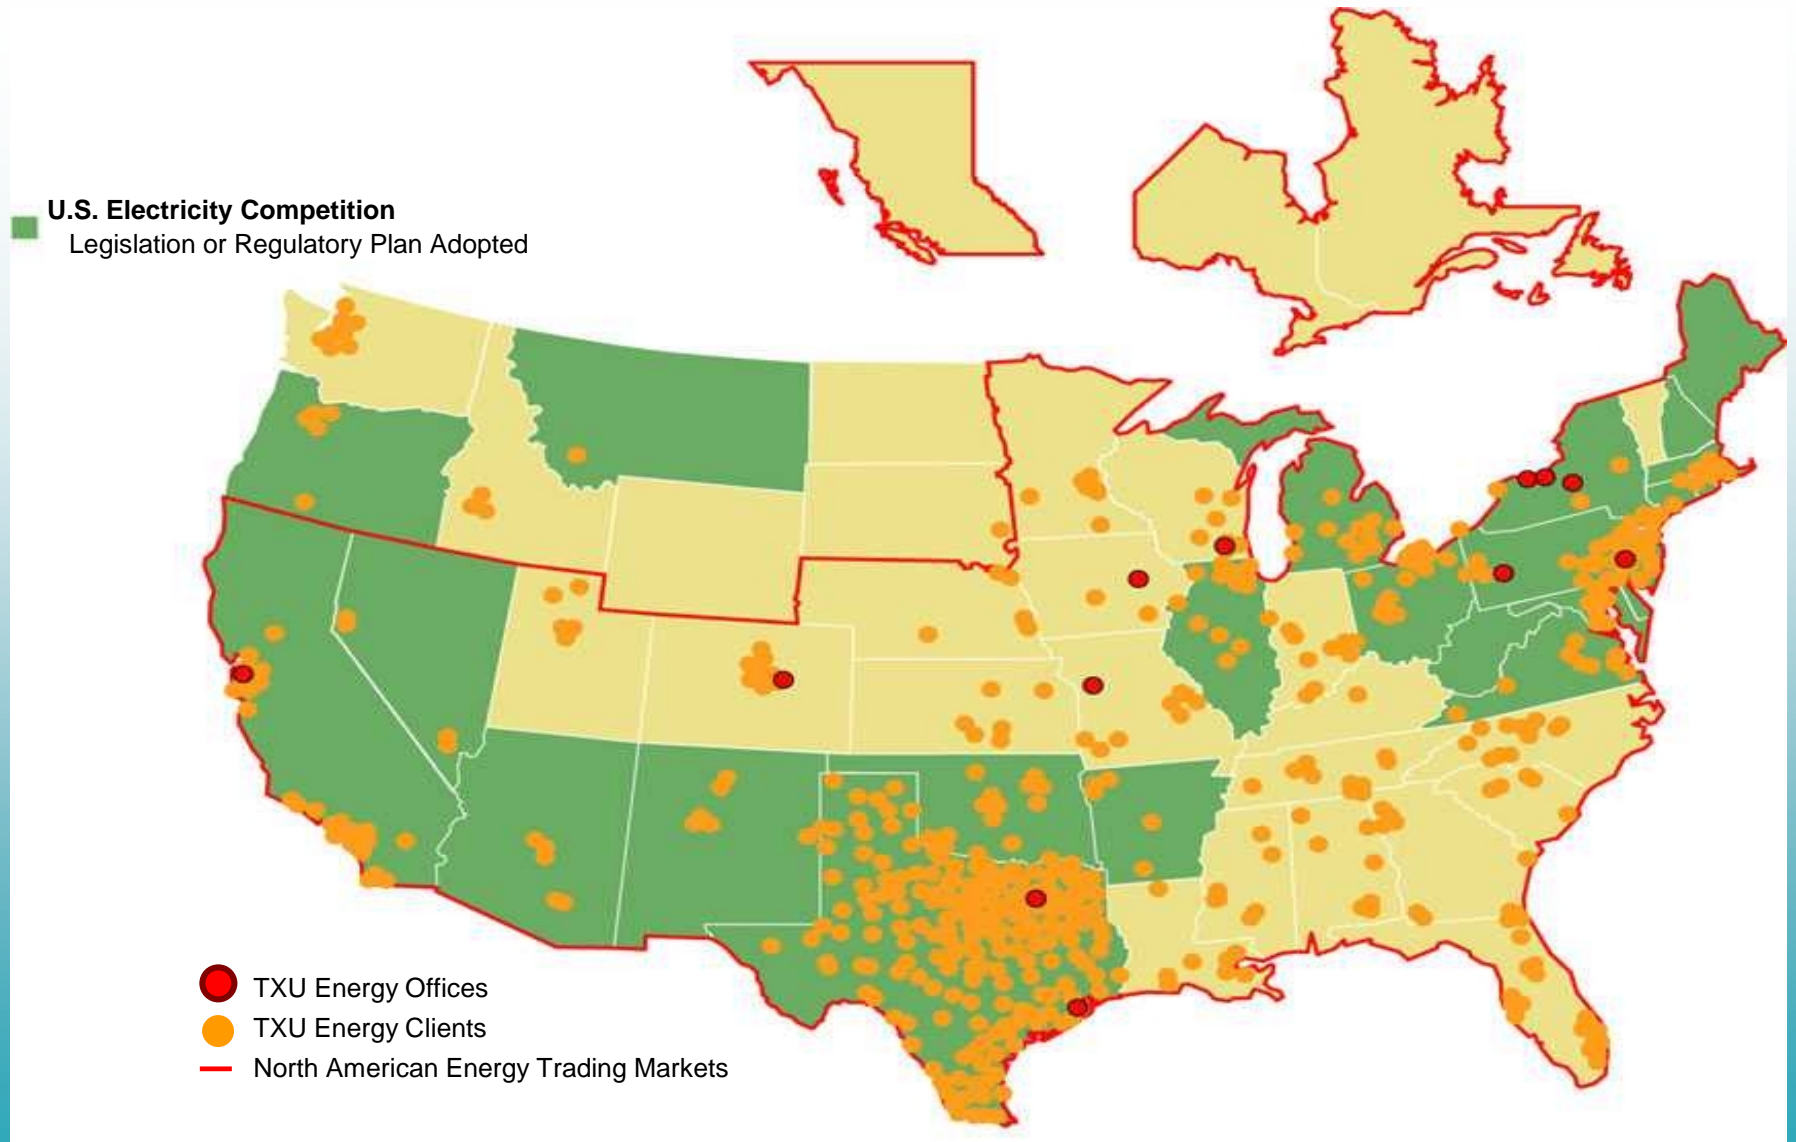 U.S. Electricity Competition
Legislation or Regulatory Plan Adopted
TXU Energy Offices
TXU Energy Clients
North American Energy Trading Markets